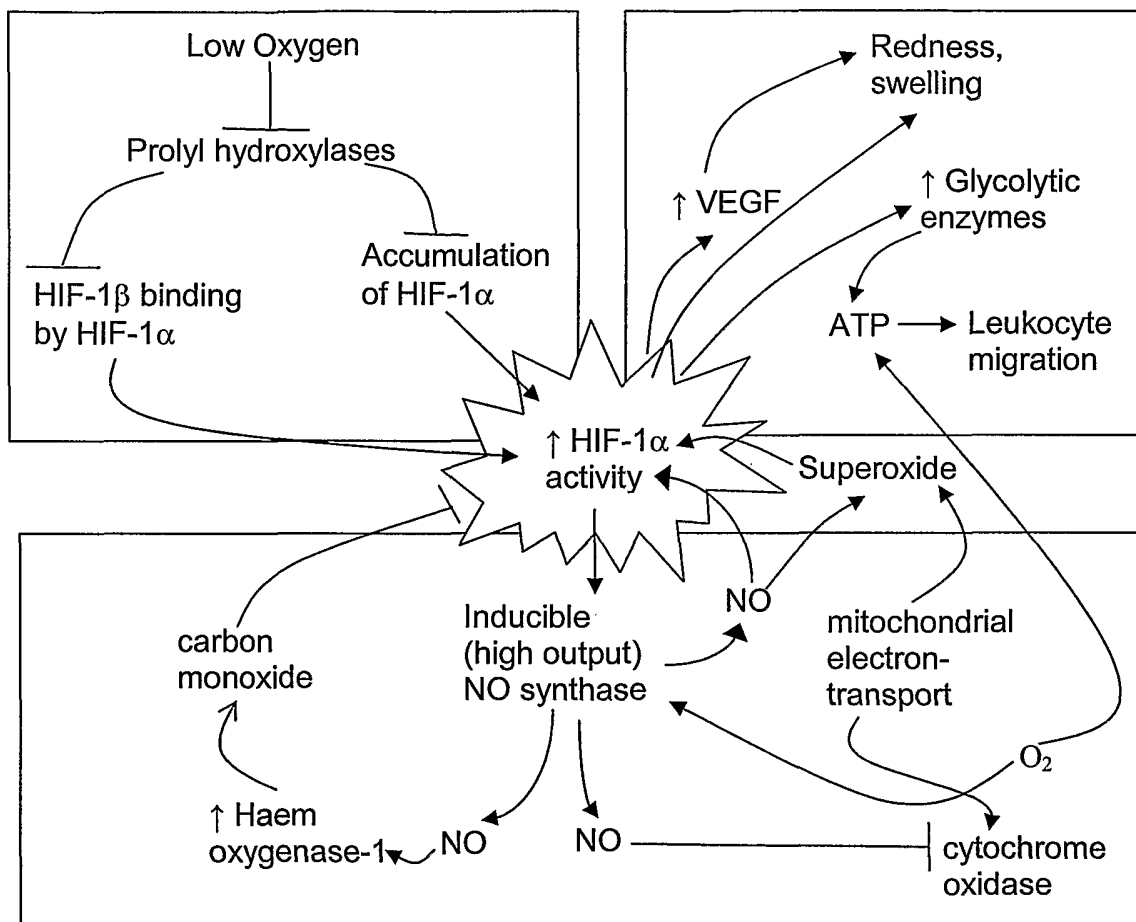 Low Oxygen
Prolyl hydroxylases
HIF-1β binding
by HIF-1α
Accumulation
of HIF-1α
Redness,
swelling
↑ VEGF
↑ Glycolytic
enzymes
ATP
Leukocyte
migration
↑ HIF-1α
activity
Superoxide
carbon
monoxide
Inducible
(high output)
NO synthase
NO
mitochondrial
electron-
transport
O₂
↑ Haem
oxygenase-1
NO
NO
cytochrome
oxidase